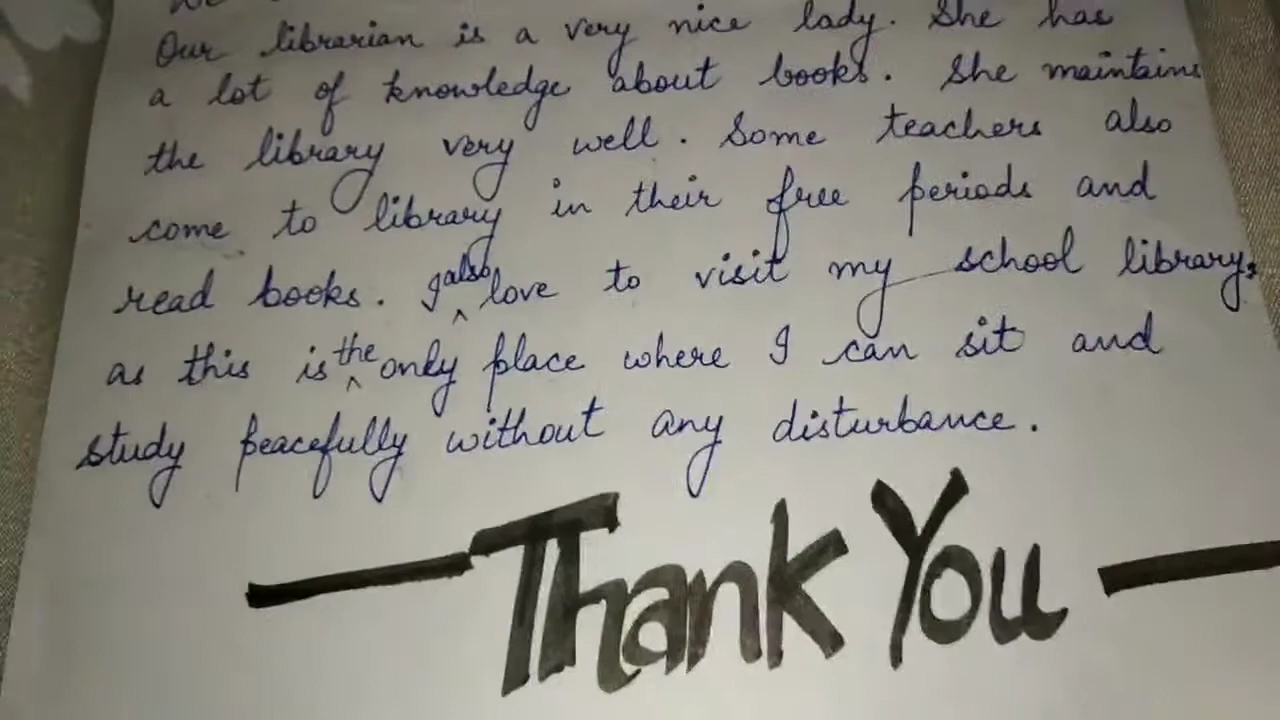 Our librarian is a very nice lady. She has
a lot of knowledge about books. She maintains
the library very well. Some teachers also
come to library in their free periods and
read books. I also love to visit my school library,
as this is the only place where I can sit and
study peacefully without any disturbance.
Thank You